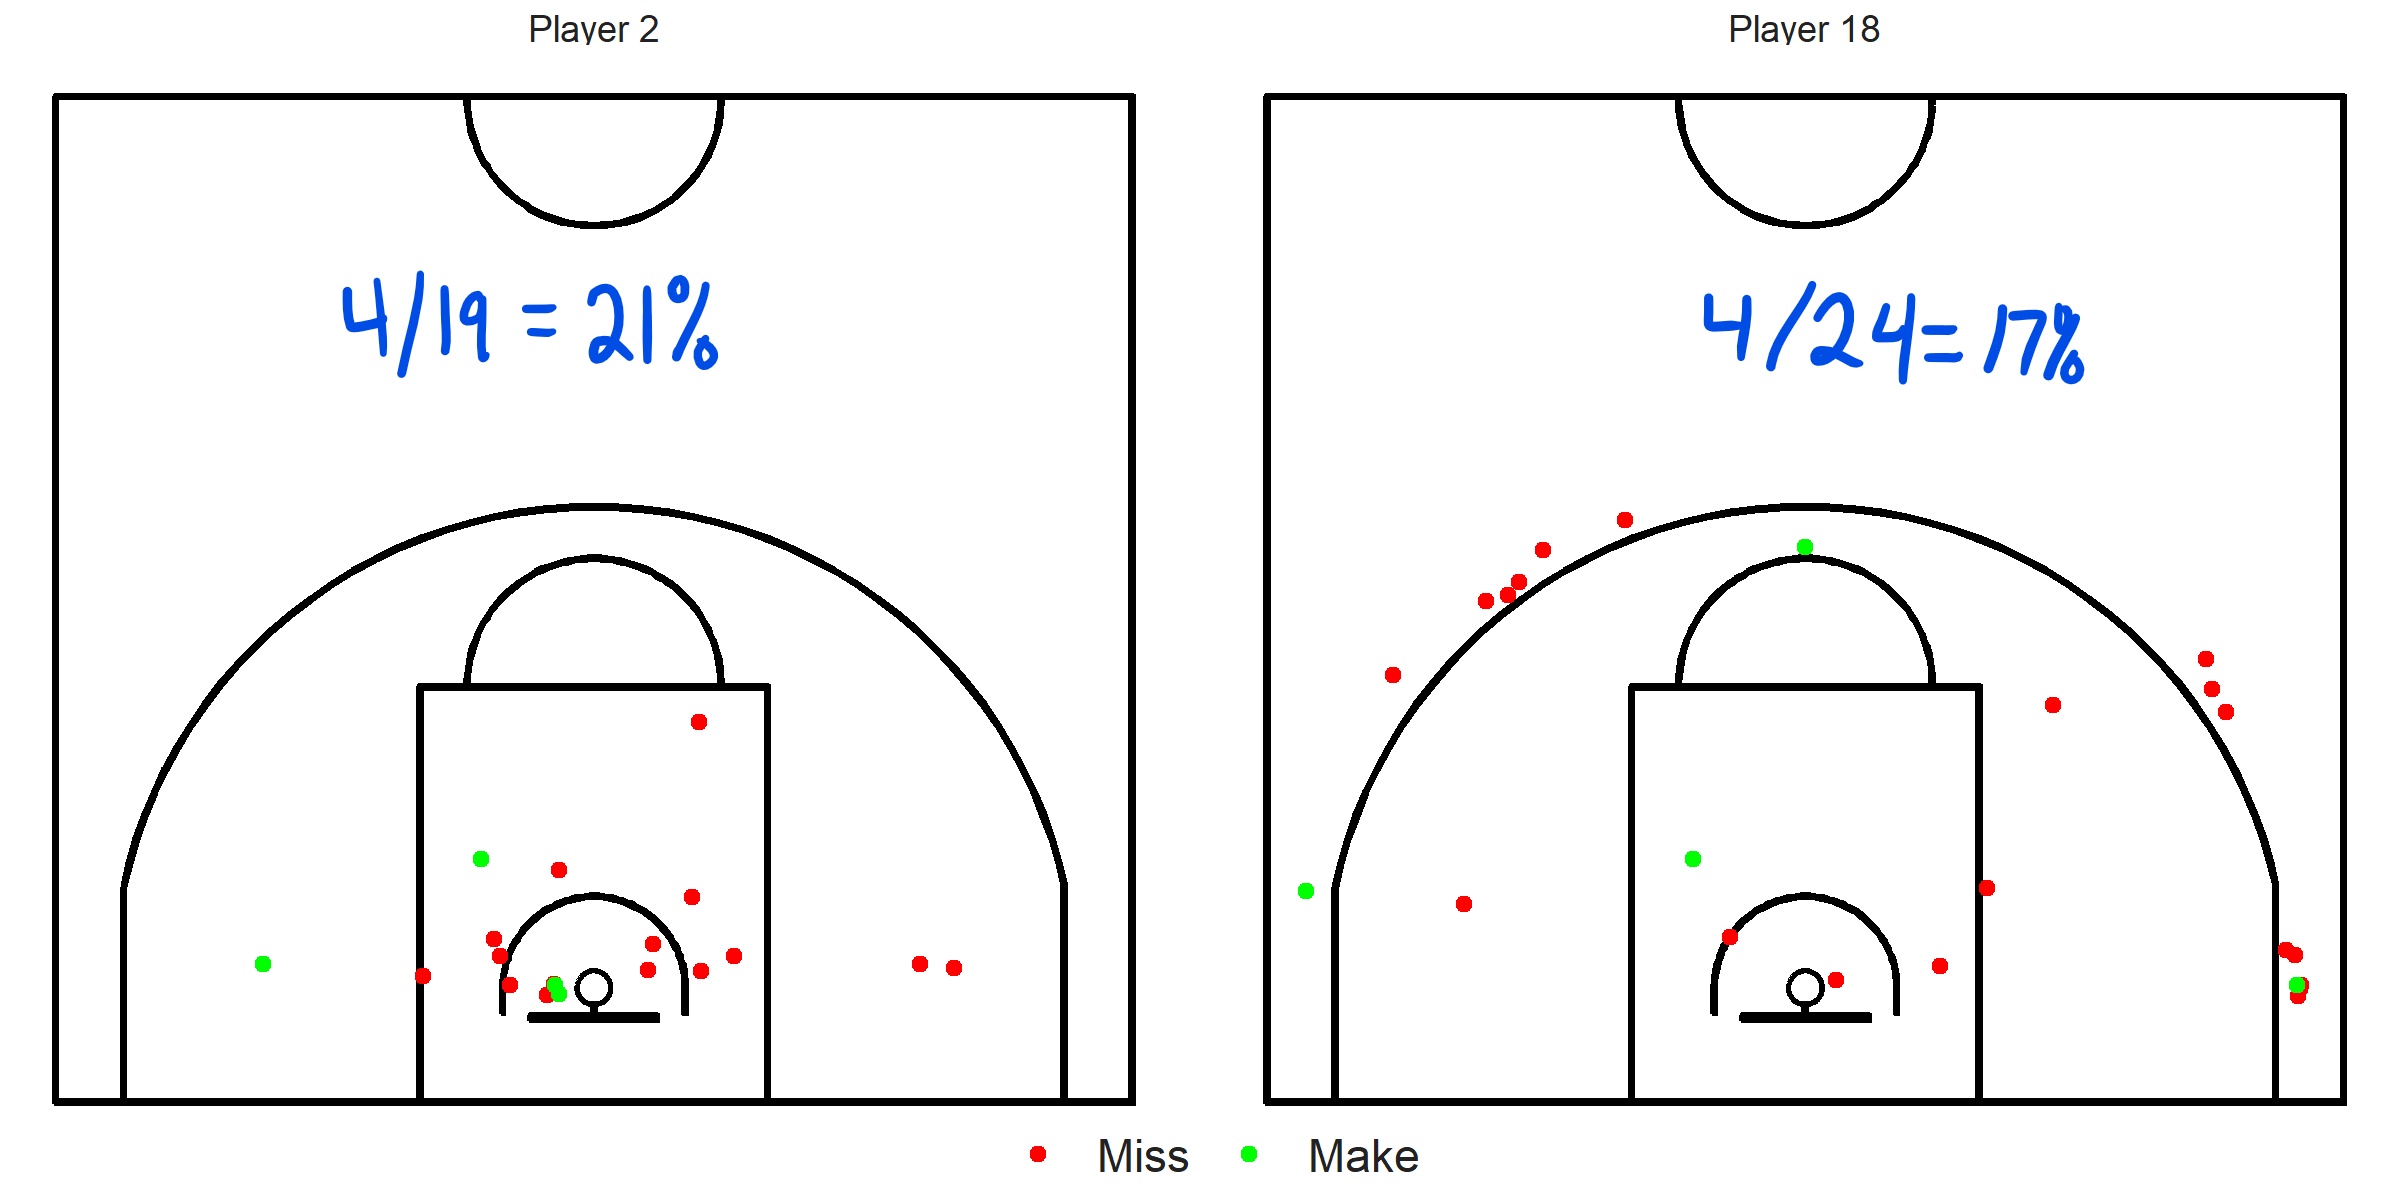 Player 2
Player 18
4/19 = 21%
4/24 = 17%
Miss
Make